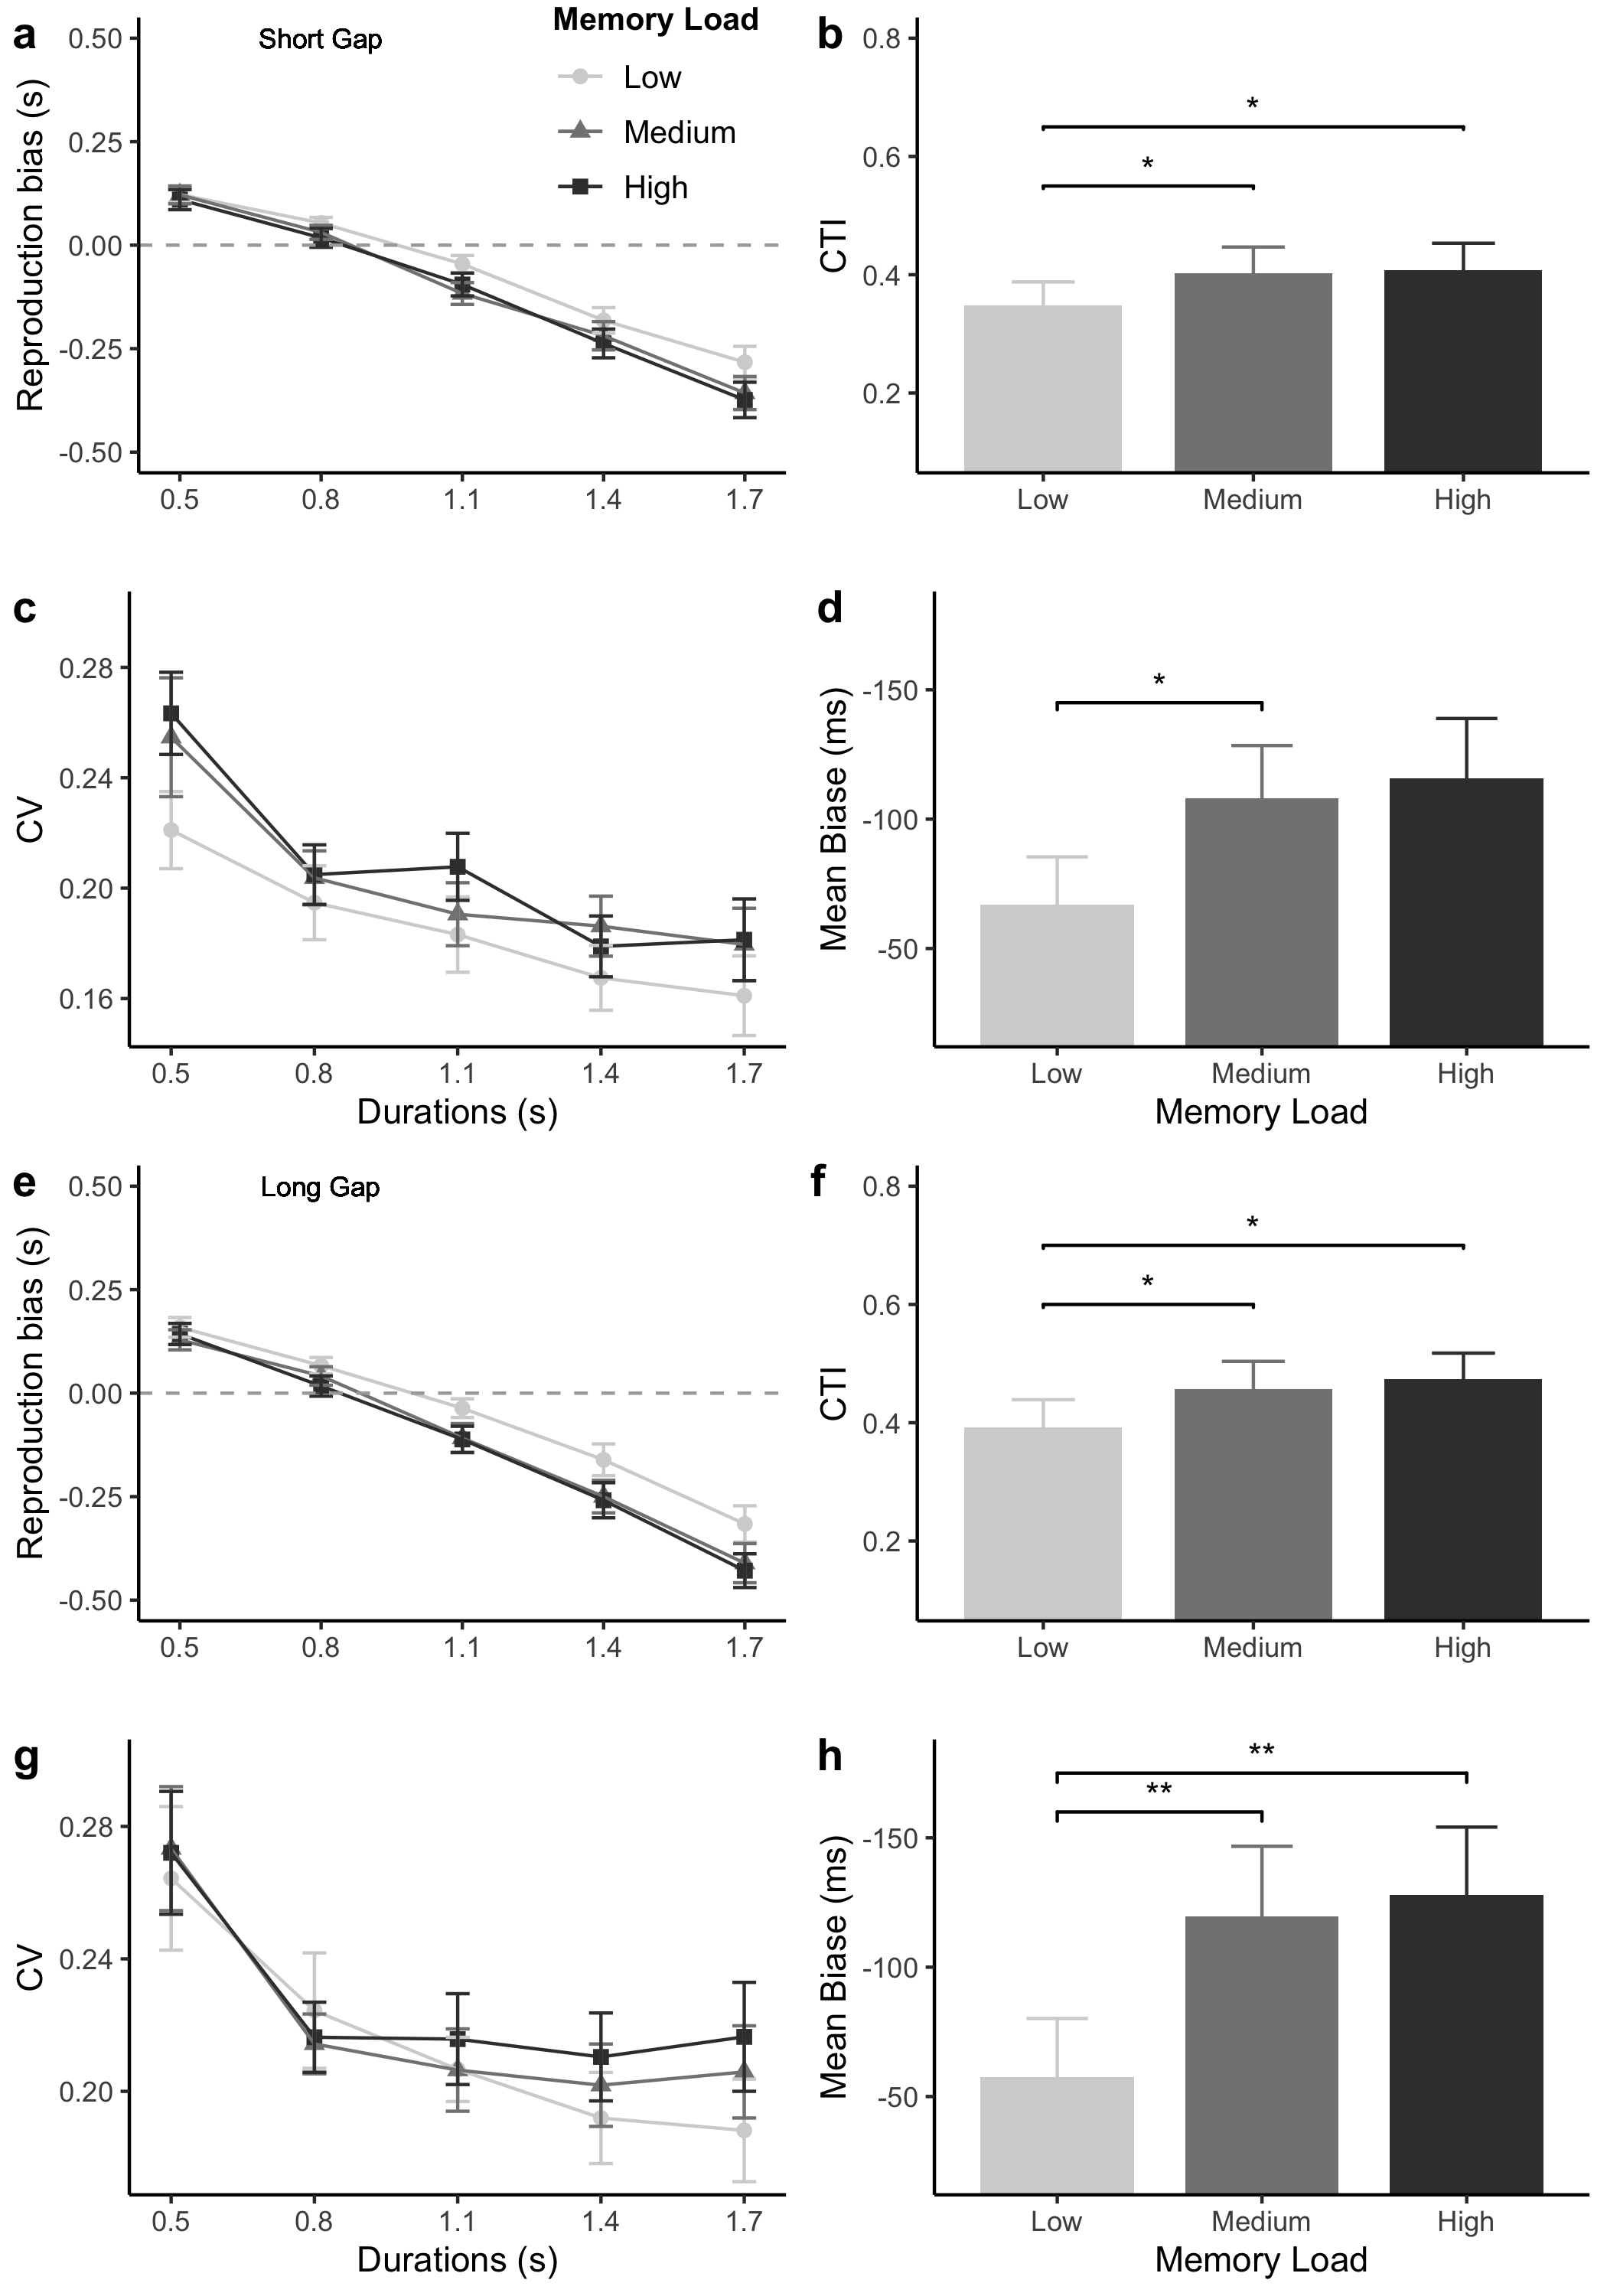 a
Short Gap
Memory Load
Low
Medium
High
Reproduction bias (s)
0.50
0.25
0.00
-0.25
-0.50
0.5 0.8 1.1 1.4 1.7
b
CTI
0.8
0.6
0.4
0.2
*
*
Low Medium High
c
CV
0.28
0.24
0.20
0.16
0.5 0.8 1.1 1.4 1.7
Durations (s)
d
Mean Biase (ms)
-150
-100
-50
*
Low Medium High
Memory Load
e
Long Gap
Reproduction bias (s)
0.50
0.25
0.00
-0.25
-0.50
0.5 0.8 1.1 1.4 1.7
f
CTI
0.8
0.6
0.4
0.2
*
*
Low Medium High
g
CV
0.28
0.24
0.20
0.5 0.8 1.1 1.4 1.7
Durations (s)
h
Mean Biase (ms)
-150
-100
-50
**
**
Low Medium High
Memory Load